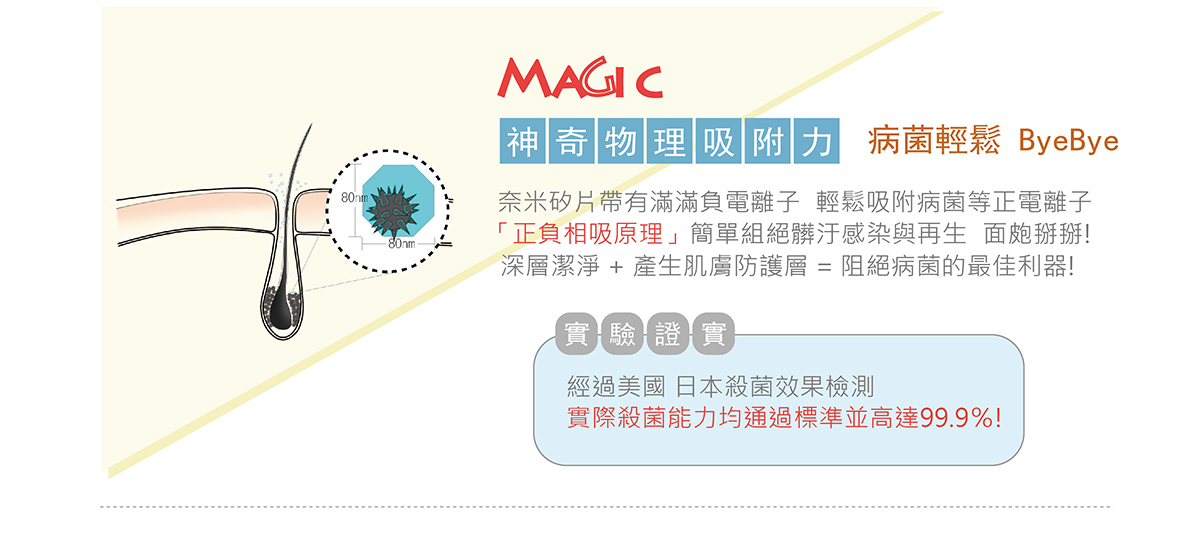 MAGIC
神奇物理吸附力 病菌輕鬆 ByeBye
80nm
80nm
奈米矽片帶有滿滿負電離子 輕鬆吸附病菌等正電離子
「正負相吸原理」簡單組絕髒汙感染與再生 面皰掰掰!
深層潔淨 + 產生肌膚防護層 = 阻絕病菌的最佳利器!
實驗證實
經過美國 日本殺菌效果檢測
實際殺菌能力均通過標準並高達99.9%!